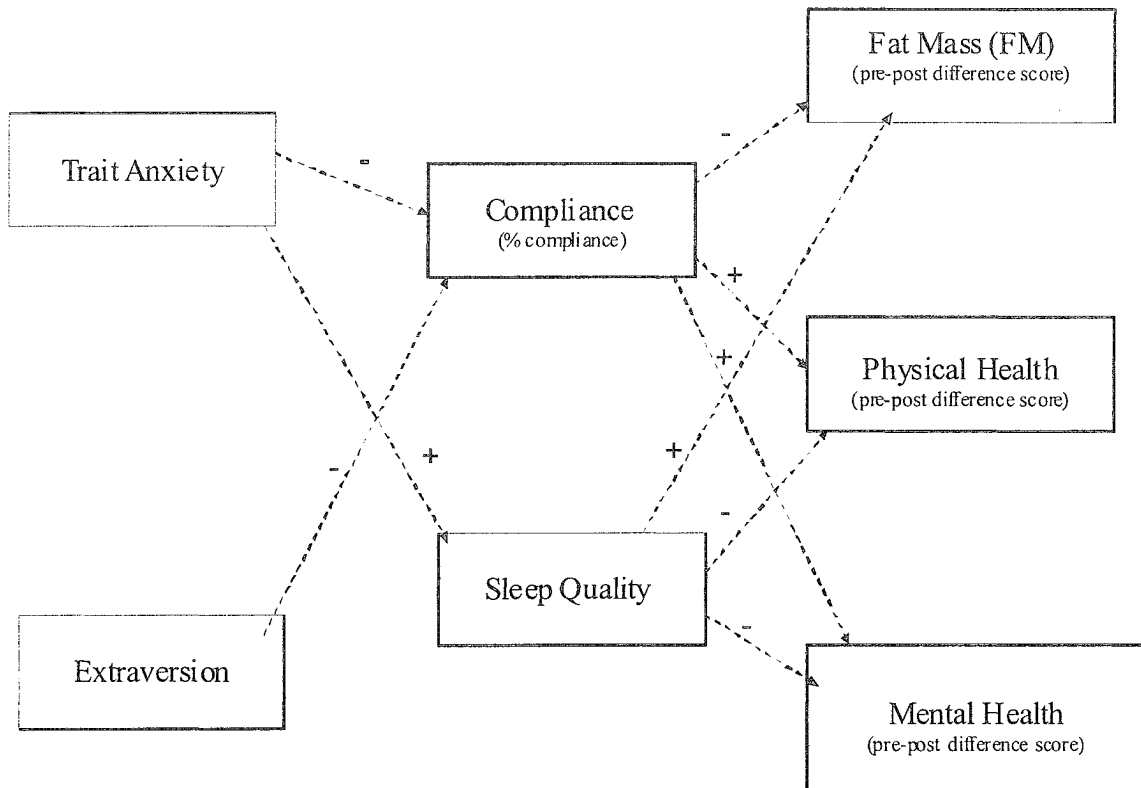 Fat Mass (FM)
(pre-post difference score)
-
-
Trait Anxiety
Compliance
(% compliance)
+
+
Physical Health
(pre-post difference score)
-
+
+
-
Sleep Quality
-
Extraversion
Mental Health
(pre-post difference score)